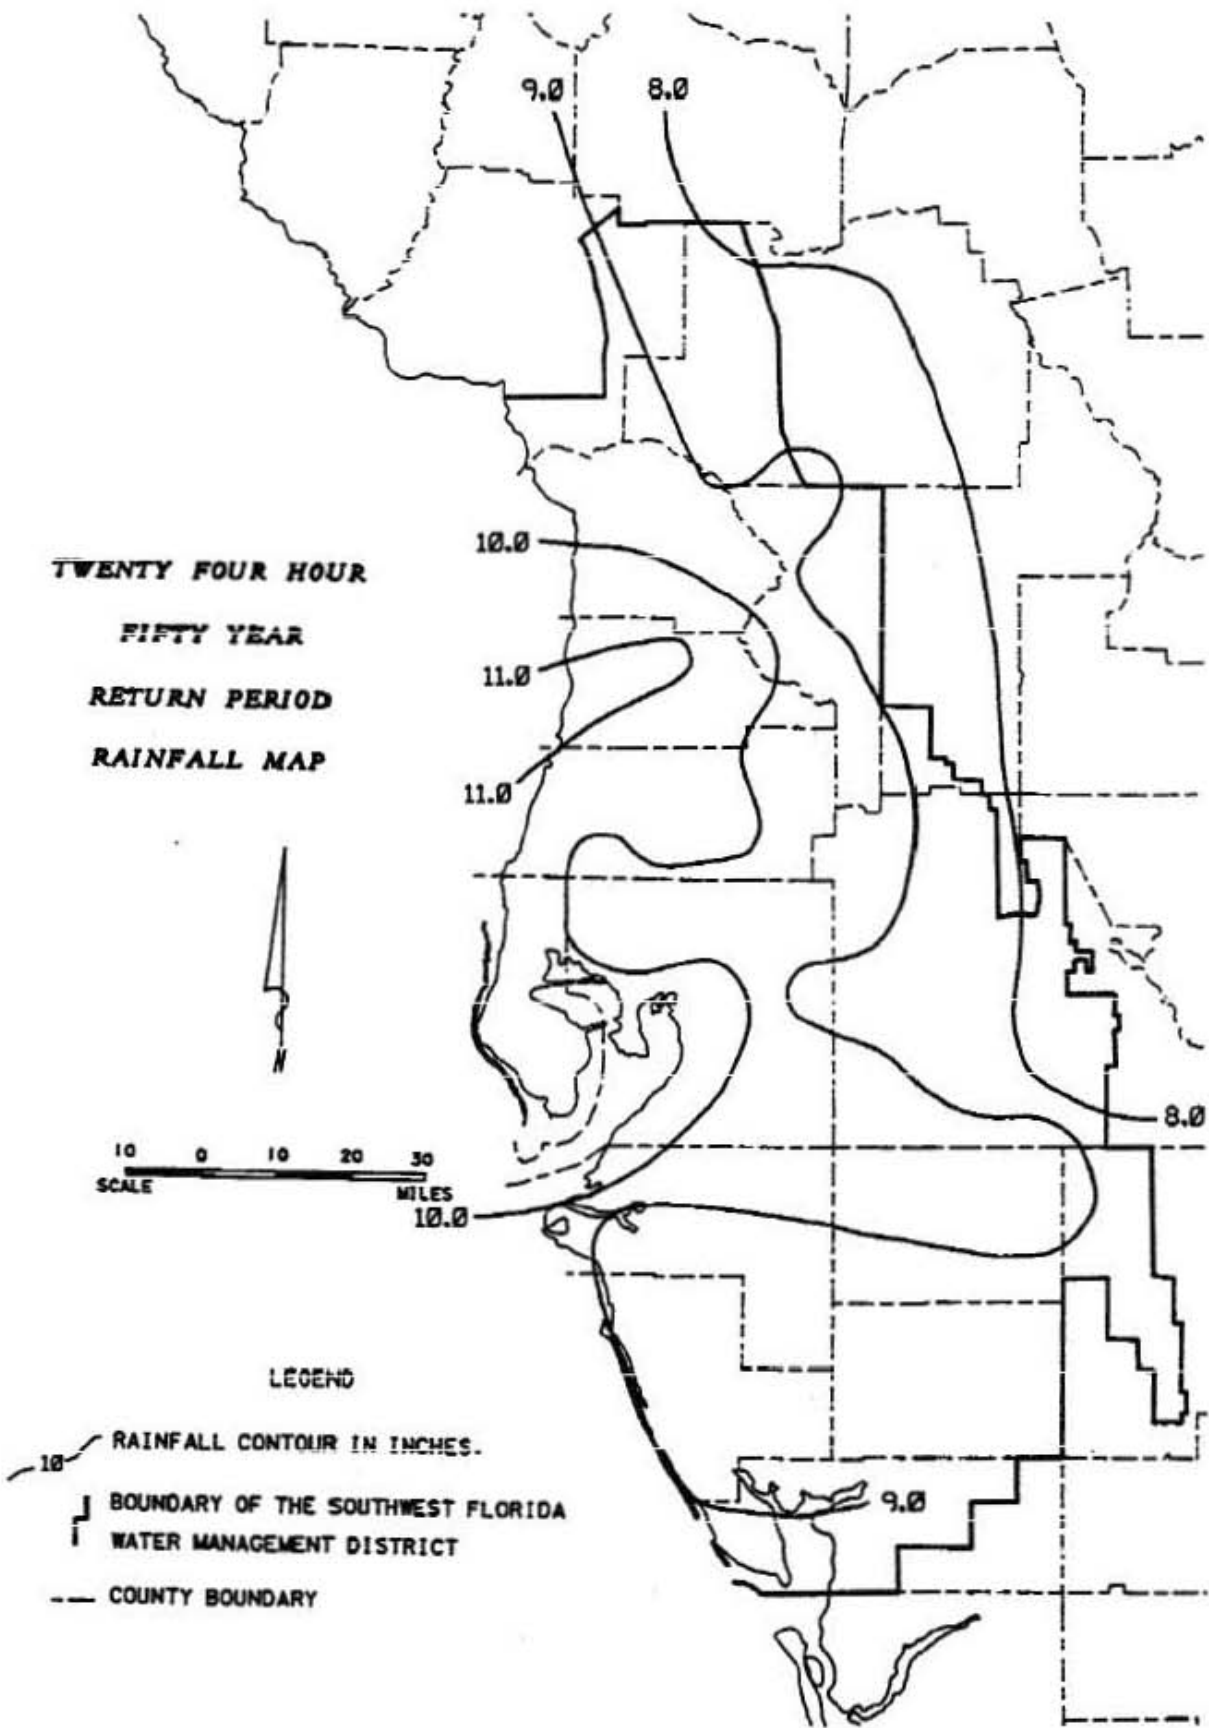 9.0 8.0
10.0
TWENTY FOUR HOUR
FIFTY YEAR
RETURN PERIOD
RAINFALL MAP
11.0
11.0
N
8.0
10 0 10 20 30
SCALE MILES
10.0
LEGEND
10 RAINFALL CONTOUR IN INCHES.
BOUNDARY OF THE SOUTHWEST FLORIDA
WATER MANAGEMENT DISTRICT
COUNTY BOUNDARY
9.0